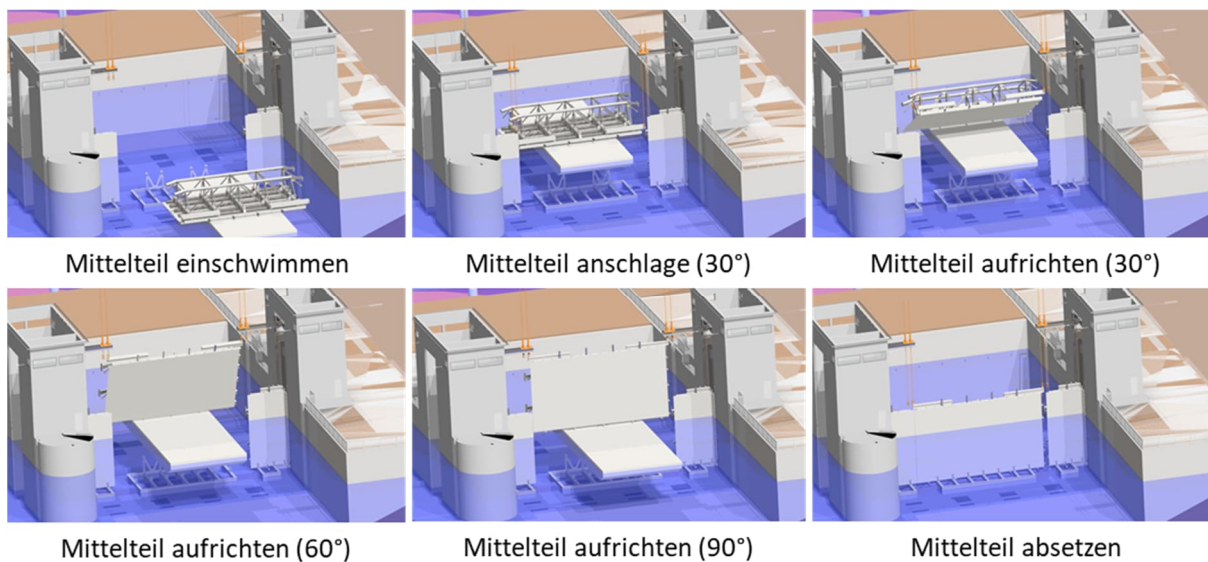 Mittelteil einschwimmen
Mittelteil anschlage (30°)
Mittelteil aufrichten (30°)
Mittelteil aufrichten (60°)
Mittelteil aufrichten (90°)
Mittelteil absetzen